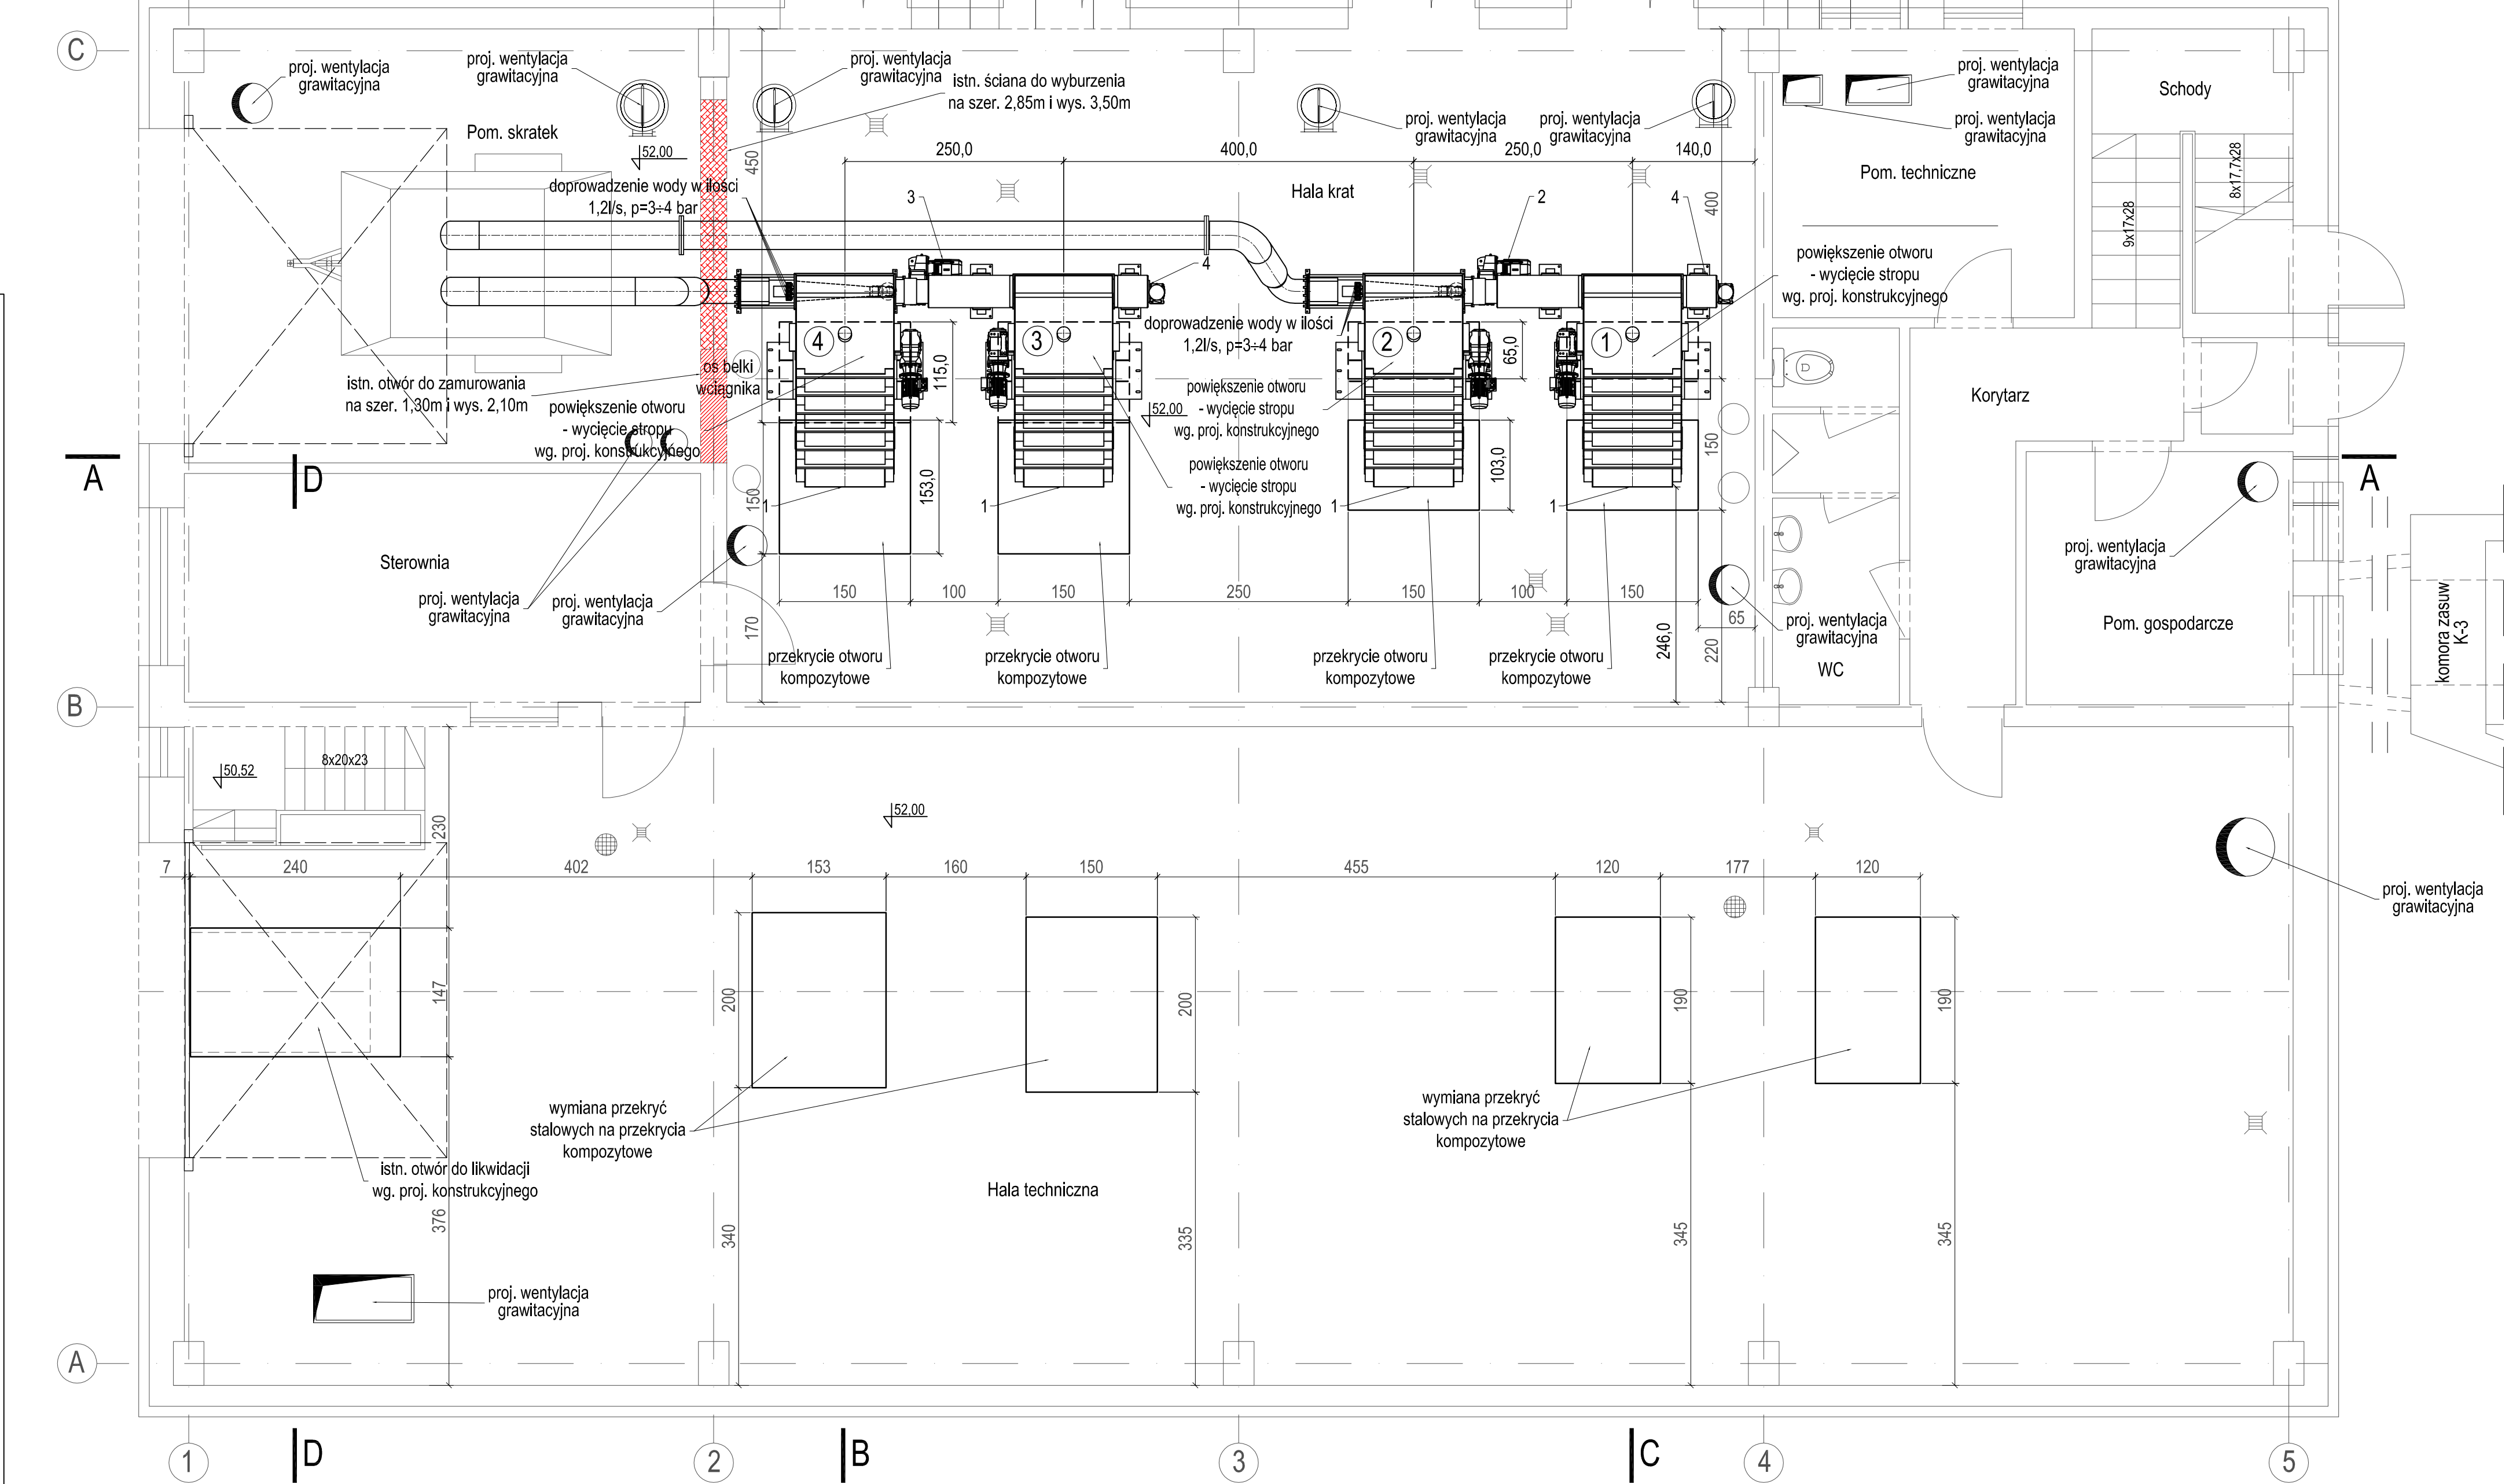 C
proj. wentylacja
grawitacyjna
proj. wentylacja
grawitacyjna
proj. wentylacja
grawitacyjna
istn. ściana do wyburzenia
na szer. 2,85m i wys. 3,50m
proj. wentylacja
grawitacyjna
proj. wentylacja
grawitacyjna
proj. wentylacja
grawitacyjna
proj. wentylacja
grawitacyjna
Schody
Pom. skratek
52,00
450
250,0
400,0
250,0
140,0
Hala krat
Pom. techniczne
400
9x17x28
8x17,7x28
doprowadzenie wody w ilości
1,2l/s, p=3÷4 bar
3
2
4
4
powiększenie otworu
- wycięcie stropu
wg. proj. konstrukcyjnego
doprowadzenie wody w ilości
1,2l/s, p=3÷4 bar
4
3
2
1
115,0
65,0
oś belki
wciągnika
istn. otwór do zamurowania
na szer. 1,30m i wys. 2,10m
powiększenie otworu
- wycięcie stropu
wg. proj. konstrukcyjnego
powiększenie otworu
- wycięcie stropu
wg. proj. konstrukcyjnego
52,00
powiększenie otworu
- wycięcie stropu
wg. proj. konstrukcyjnego
Korytarz
A
D
A
150
1
153,0
1
1
103,0
1
150
Sterownia
proj. wentylacja
grawitacyjna
proj. wentylacja
grawitacyjna
proj. wentylacja
grawitacyjna
proj. wentylacja
grawitacyjna
150
100
150
250
150
100
150
65
170
246,0
220
przekrycie otworu
kompozytowe
przekrycie otworu
kompozytowe
przekrycie otworu
kompozytowe
przekrycie otworu
kompozytowe
WC
Pom. gospodarcze
komora zasuw
K-3
B
50,52
8x20x23
230
52,00
7
240
402
153
160
150
455
120
177
120
proj. wentylacja
grawitacyjna
147
200
200
190
190
wymiana przekryć
stalowych na przekrycia
kompozytowe
wymiana przekryć
stalowych na przekrycia
kompozytowe
istn. otwór do likwidacji
wg. proj. konstrukcyjnego
Hala techniczna
376
340
335
345
345
proj. wentylacja
grawitacyjna
A
1
D
2
B
3
C
4
5